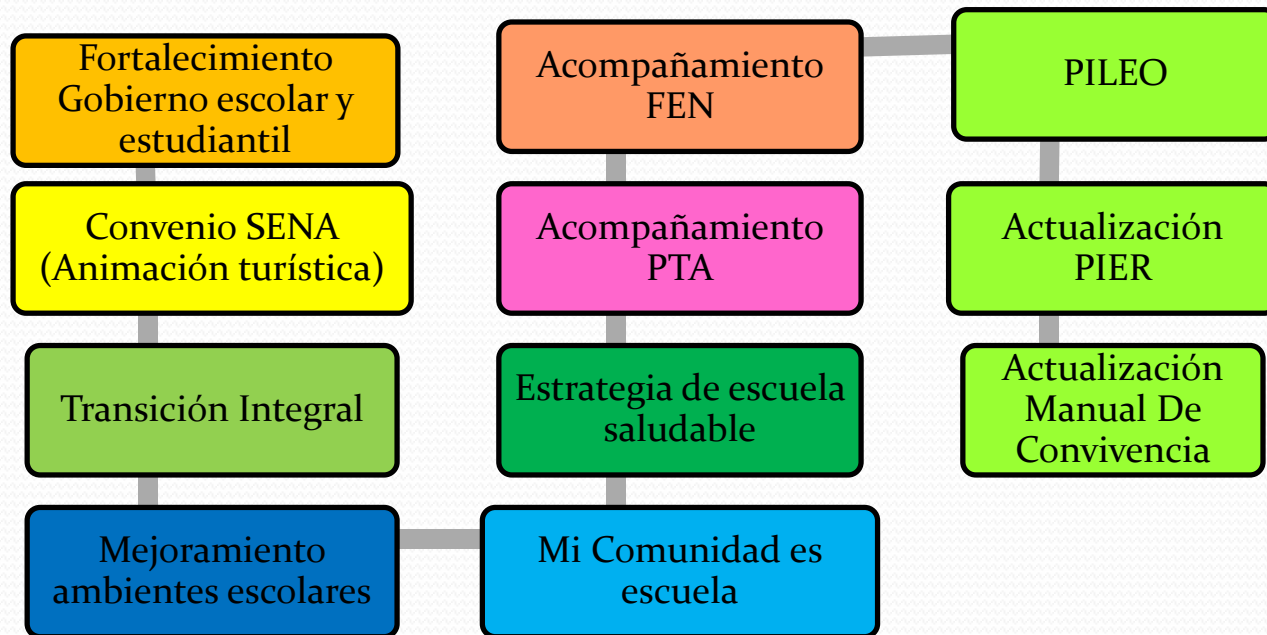 Fortalecimiento
Gobierno escolar y
estudiantil
Convenio SENA
(Animación turística)
Transición Integral
Mejoramiento
ambientes escolares
Mi Comunidad es
escuela
Estrategia de escuela
saludable
Acompañamiento
PTA
Acompañamiento
FEN
PILEO
Actualización
PIER
Actualización
Manual De
Convivencia